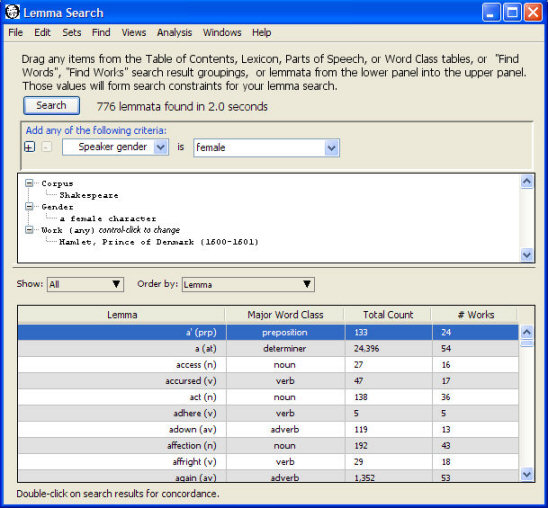 Lemma Search
File Edit Sets Find Views Analysis Windows Help
Drag any items from the Table of Contents, Lexicon, Parts of Speech, or Word Class tables, or "Find
Words", "Find Works" search result groupings, or lemmata from the lower panel into the upper panel.
Those values will form search constraints for your lemma search.
Search 776 lemmata found in 2.0 seconds
Add any of the following criteria:
Speaker gender is female
Corpus
Shakespeare
Gender
a female character
Work (any) control-click to change
Hamlet, Prince of Denmark (1600-1601)
Show: All Order by: Lemma
Lemma Major Word Class Total Count # Works
a' (prp) preposition 133 24
a (at) determiner 24,396 54
access (n) noun 27 16
accursed (v) verb 47 17
act (n) noun 138 36
adhere (v) verb 5 5
adown (av) adverb 119 13
affection (n) noun 192 43
affright (v) verb 29 18
again (av) adverb 1,352 53
Double-click on search results for concordance.